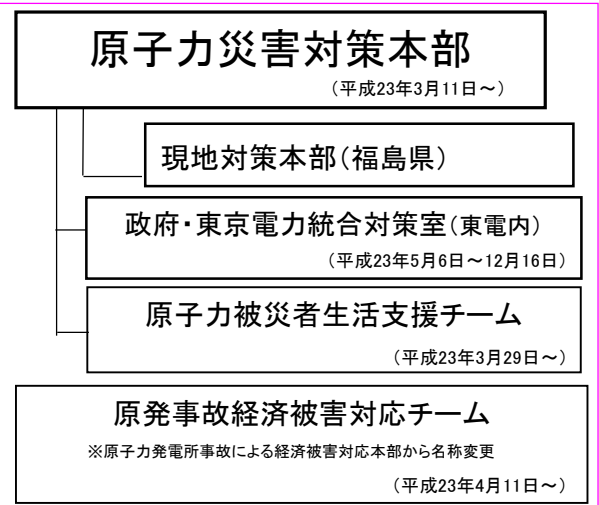 原子力災害対策本部
（平成23年3月11日～）
現地対策本部（福島県）
政府・東京電力統合対策室（東電内）
（平成23年5月6日～12月16日）
原子力被災者生活支援チーム
（平成23年3月29日～）
原発事故経済被害対応チーム
※原子力発電所事故による経済被害対応本部から名称変更
（平成23年4月11日～）